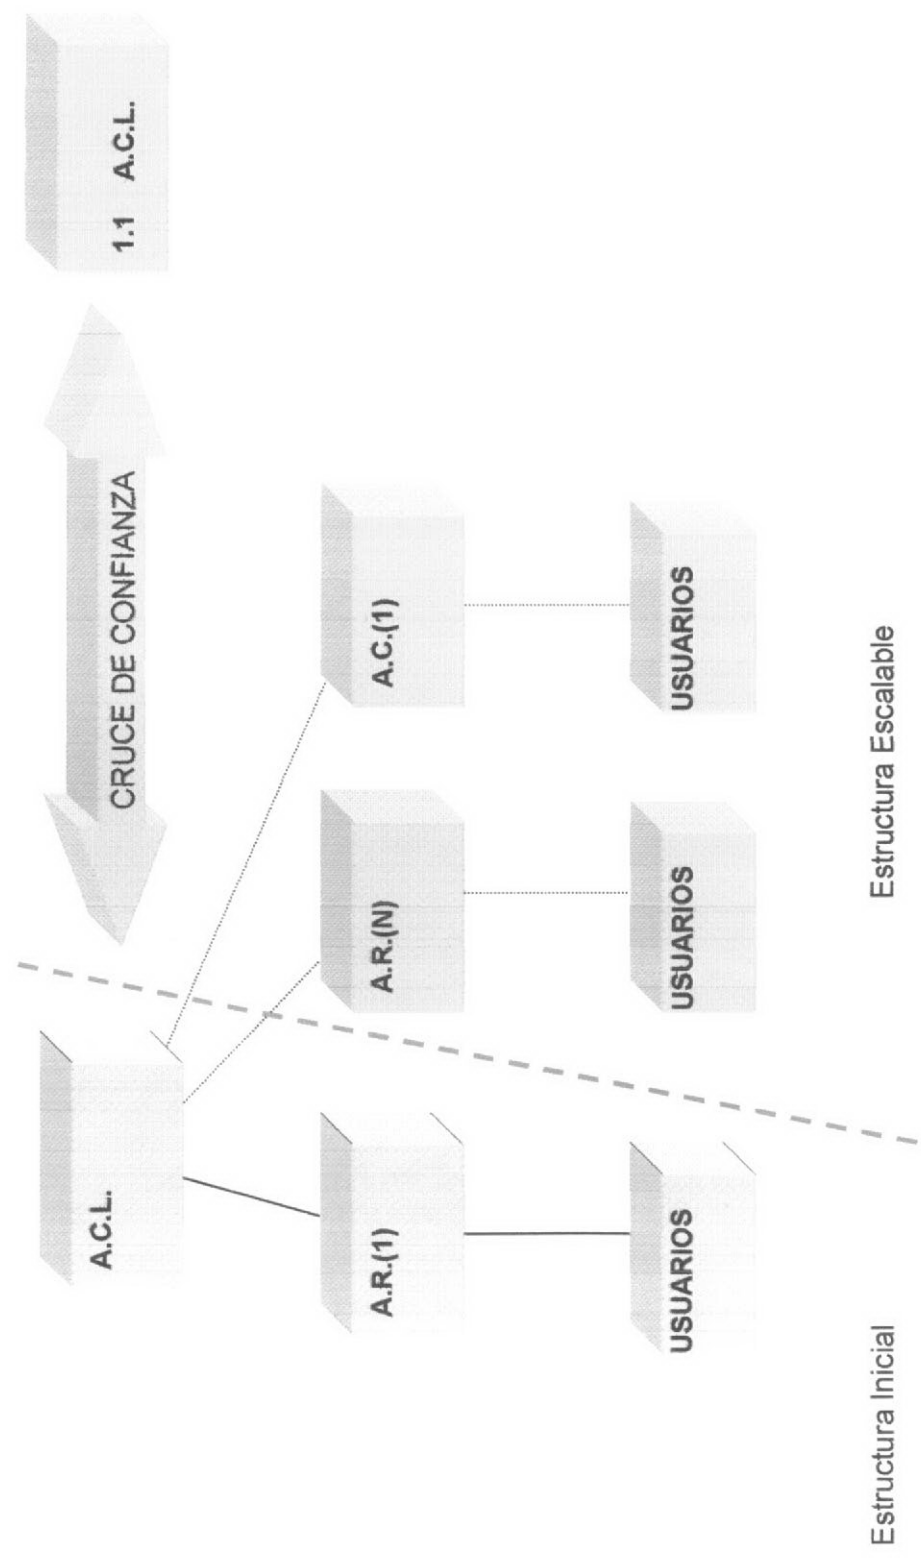 A.C.L.
CRUCE DE CONFIANZA
1.1 A.C.L.
A.R.(1)
A.R.(N)
A.C.(1)
USUARIOS
USUARIOS
USUARIOS
Estructura Inicial
Estructura Escalable